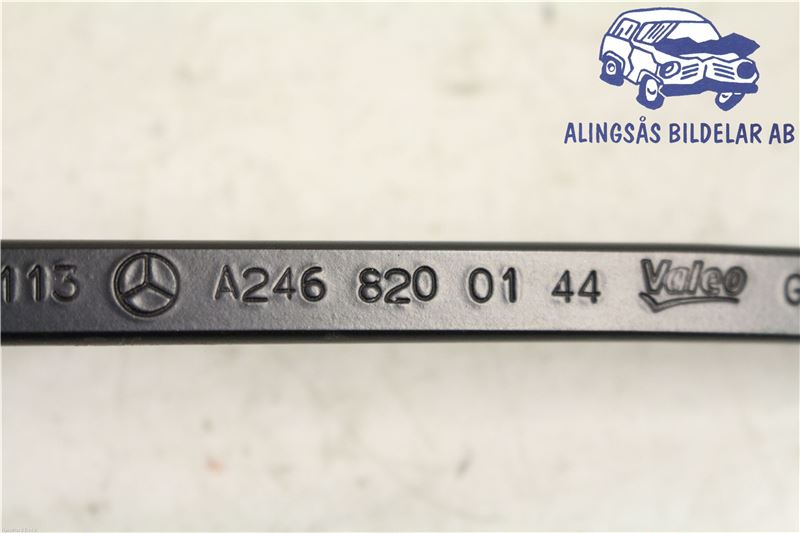 ALINGSÅS BILDELAR AB
113 A246 820 01 44 Valeo G